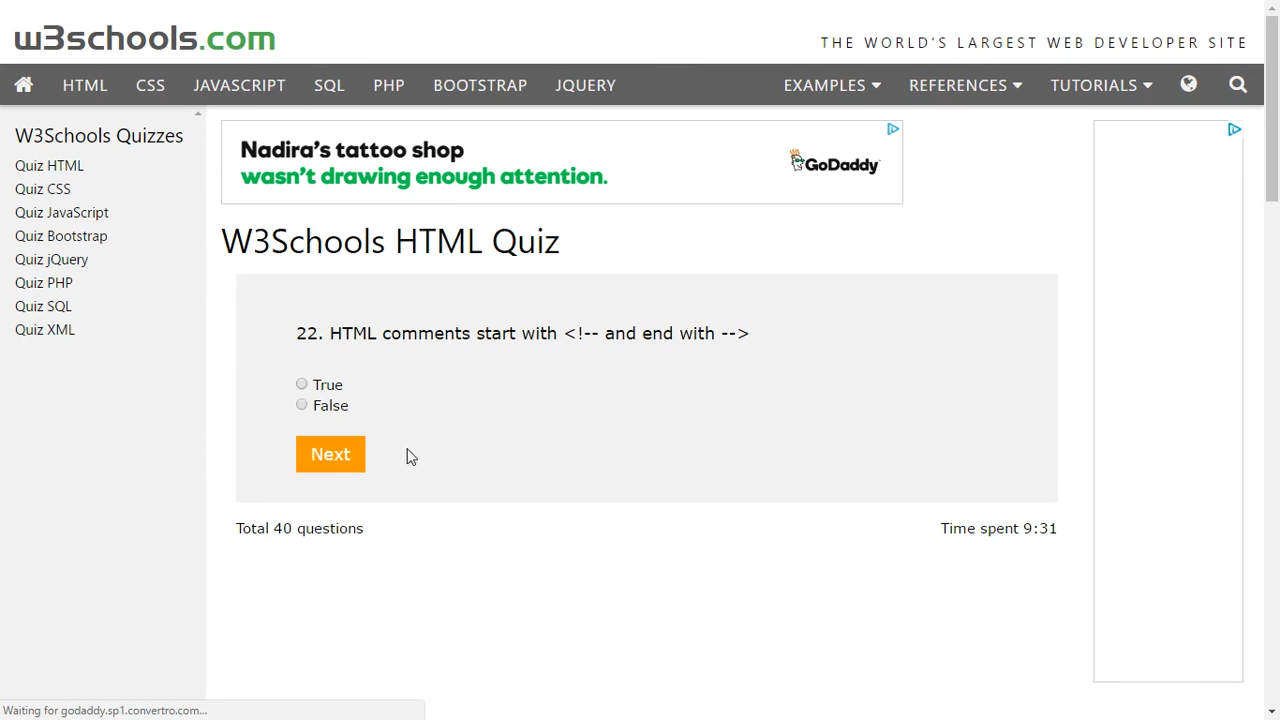 w3schools.com
THE WORLD'S LARGEST WEB DEVELOPER SITE
HTML CSS JAVASCRIPT SQL PHP BOOTSTRAP JQUERY EXAMPLES REFERENCES TUTORIALS
W3Schools Quizzes
Quiz HTML
Quiz CSS
Quiz JavaScript
Quiz Bootstrap
Quiz jQuery
Quiz PHP
Quiz SQL
Quiz XML
Nadira's tattoo shop
wasn't drawing enough attention.
GoDaddy
W3Schools HTML Quiz
22. HTML comments start with <!-- and end with -->
True
False
Next
Total 40 questions
Time spent 9:31
Waiting for godaddy.sp1.convertro.com...